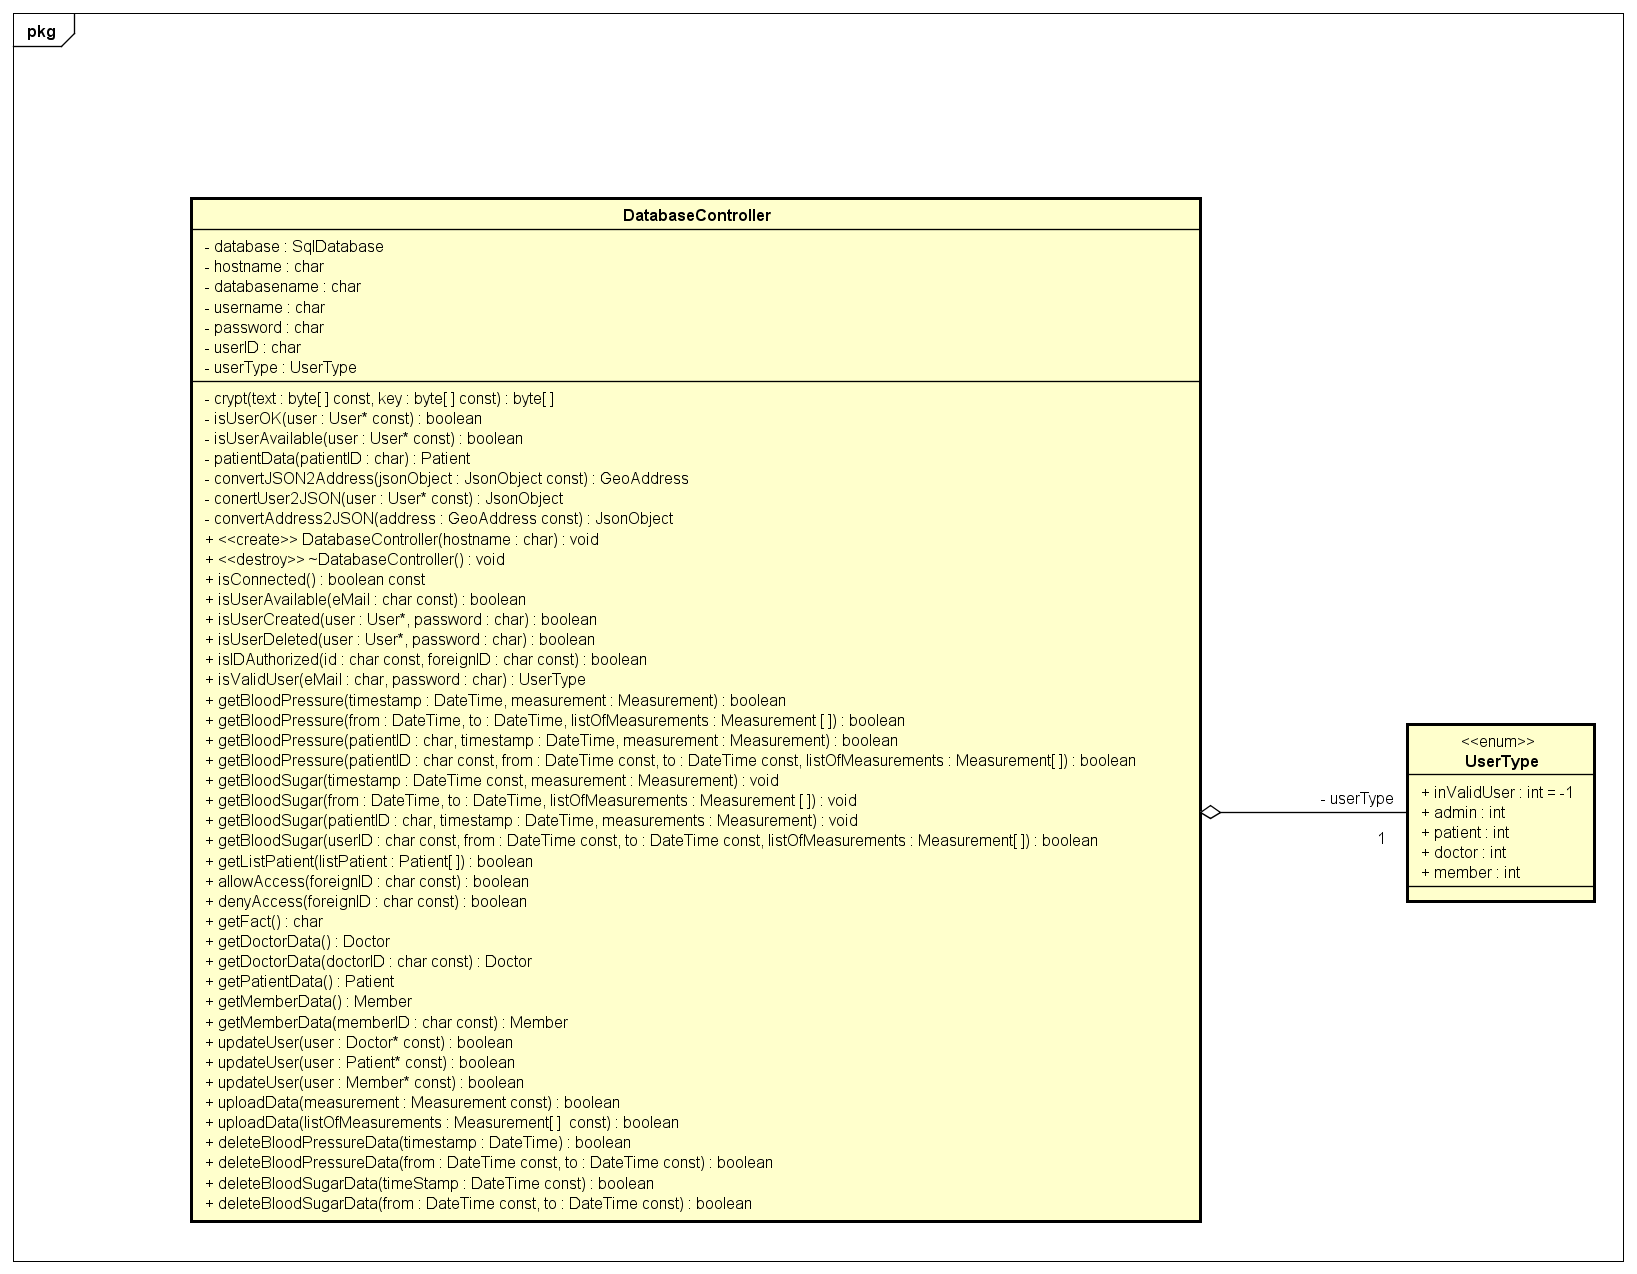 pkg
DatabaseController
- database : SqlDatabase
- hostname : char
- databasename : char
- username : char
- password : char
- userID : char
- userType : UserType
- crypt(text : byte[ ] const, key : byte[ ] const) : byte[ ]
- isUserOK(user : User* const) : boolean
- isUserAvailable(user : User* const) : boolean
- patientData(patientID : char) : Patient
- convertJSON2Address(jsonObject : JsonObject const) : GeoAddress
- conertUser2JSON(user : User* const) : JsonObject
- convertAddress2JSON(address : GeoAddress const) : JsonObject
+ <<create>> DatabaseController(hostname : char) : void
+ <<destroy>> ~DatabaseController() : void
+ isConnected() : boolean const
+ isUserAvailable(eMail : char const) : boolean
+ isUserCreated(user : User*, password : char) : boolean
+ isUserDeleted(user : User*, password : char) : boolean
+ isIDAuthorized(id : char const, foreignID : char const) : boolean
+ isValidUser(eMail : char, password : char) : UserType
+ getBloodPressure(timestamp : DateTime, measurement : Measurement) : boolean
+ getBloodPressure(from : DateTime, to : DateTime, listOfMeasurements : Measurement [ ]) : boolean
+ getBloodPressure(patientID : char, timestamp : DateTime, measurement : Measurement) : boolean
+ getBloodPressure(patientID : char const, from : DateTime const, to : DateTime const, listOfMeasurements : Measurement[ ]) : boolean
+ getBloodSugar(timestamp : DateTime const, measurement : Measurement) : void
+ getBloodSugar(from : DateTime, to : DateTime, listOfMeasurements : Measurement [ ]) : void
+ getBloodSugar(patientID : char, timestamp : DateTime, measurements : Measurement) : void
+ getBloodSugar(userID : char const, from : DateTime const, to : DateTime const, listOfMeasurements : Measurement[ ]) : boolean
+ getListPatient(listPatient : Patient[ ]) : boolean
+ allowAccess(foreignID : char const) : boolean
+ denyAccess(foreignID : char const) : boolean
+ getFact() : char
+ getDoctorData() : Doctor
+ getDoctorData(doctorID : char const) : Doctor
+ getPatientData() : Patient
+ getMemberData() : Member
+ getMemberData(memberID : char const) : Member
+ updateUser(user : Doctor* const) : boolean
+ updateUser(user : Patient* const) : boolean
+ updateUser(user : Member* const) : boolean
+ uploadData(measurement : Measurement const) : boolean
+ uploadData(listOfMeasurements : Measurement[ ]  const) : boolean
+ deleteBloodPressureData(timestamp : DateTime) : boolean
+ deleteBloodPressureData(from : DateTime const, to : DateTime const) : boolean
+ deleteBloodSugarData(timeStamp : DateTime const) : boolean
+ deleteBloodSugarData(from : DateTime const, to : DateTime const) : boolean
- userType
1
<<enum>>
UserType
+ inValidUser : int = -1
+ admin : int
+ patient : int
+ doctor : int
+ member : int